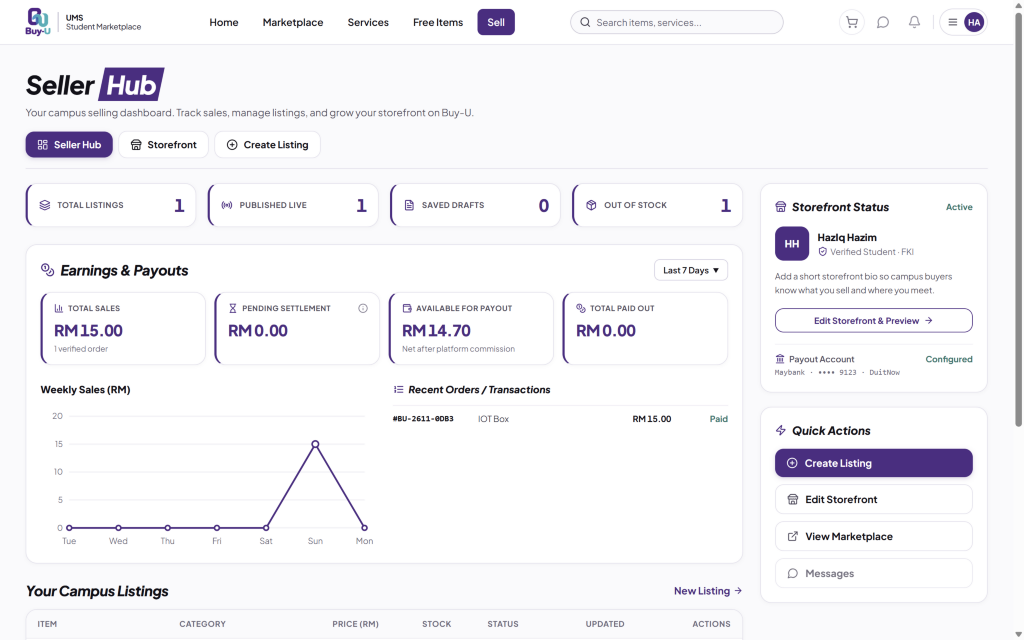 Buy-U
UMS
Student Marketplace
Home
Marketplace
Services
Free Items
Sell
Search items, services...
HA
Seller Hub
Your campus selling dashboard. Track sales, manage listings, and grow your storefront on Buy-U.
Seller Hub
Storefront
Create Listing
TOTAL LISTINGS 1
PUBLISHED LIVE 1
SAVED DRAFTS 0
OUT OF STOCK 1
Earnings & Payouts
Last 7 Days ▼
TOTAL SALES
RM 15.00
1 verified order
PENDING SETTLEMENT
RM 0.00
AVAILABLE FOR PAYOUT
RM 14.70
Net after platform commission
TOTAL PAID OUT
RM 0.00
Weekly Sales (RM)
20
15
10
5
0
Tue Wed Thu Fri Sat Sun Mon
Recent Orders / Transactions
#BU-2611-0DB3 IOT Box RM 15.00 Paid
Storefront Status
Active
HH
HazIq Hazim
Verified Student · FKI
Add a short storefront bio so campus buyers
know what you sell and where you meet.
Edit Storefront & Preview →
Payout Account
Configured
Maybank · •••• 9123 · DuitNow
Quick Actions
Create Listing
Edit Storefront
View Marketplace
Messages
Your Campus Listings
New Listing →
ITEM CATEGORY PRICE (RM) STOCK STATUS UPDATED ACTIONS